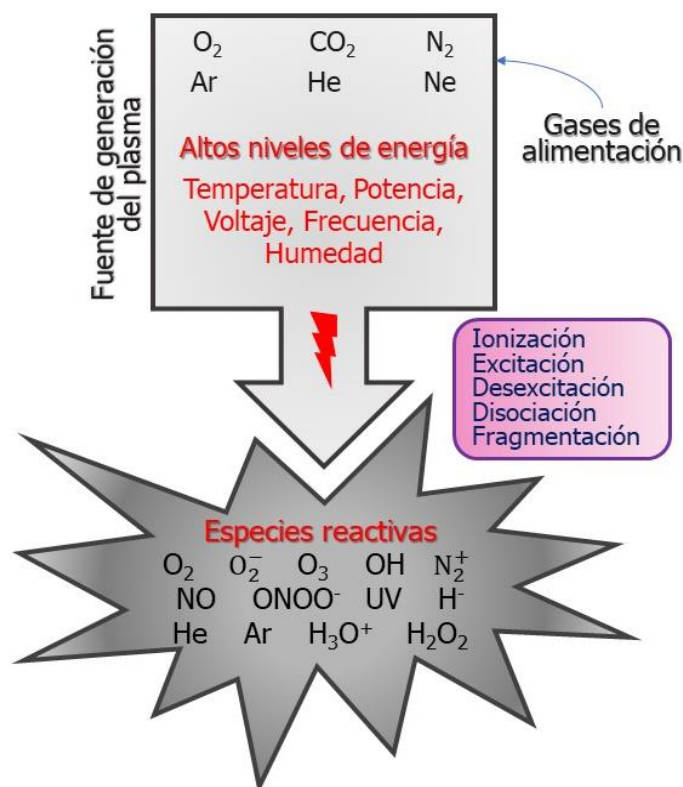 O₂ CO₂ N₂
Ar He Ne
Altos niveles de energía
Temperatura, Potencia,
Voltaje, Frecuencia,
Humedad
Fuente de generación
del plasma
Gases de
alimentación
Ionización
Excitación
Desexcitación
Disociación
Fragmentación
Especies reactivas
O₂ O₂⁻ O₃ OH N₂⁺
NO ONOO⁻ UV H⁻
He Ar H₃O⁺ H₂O₂